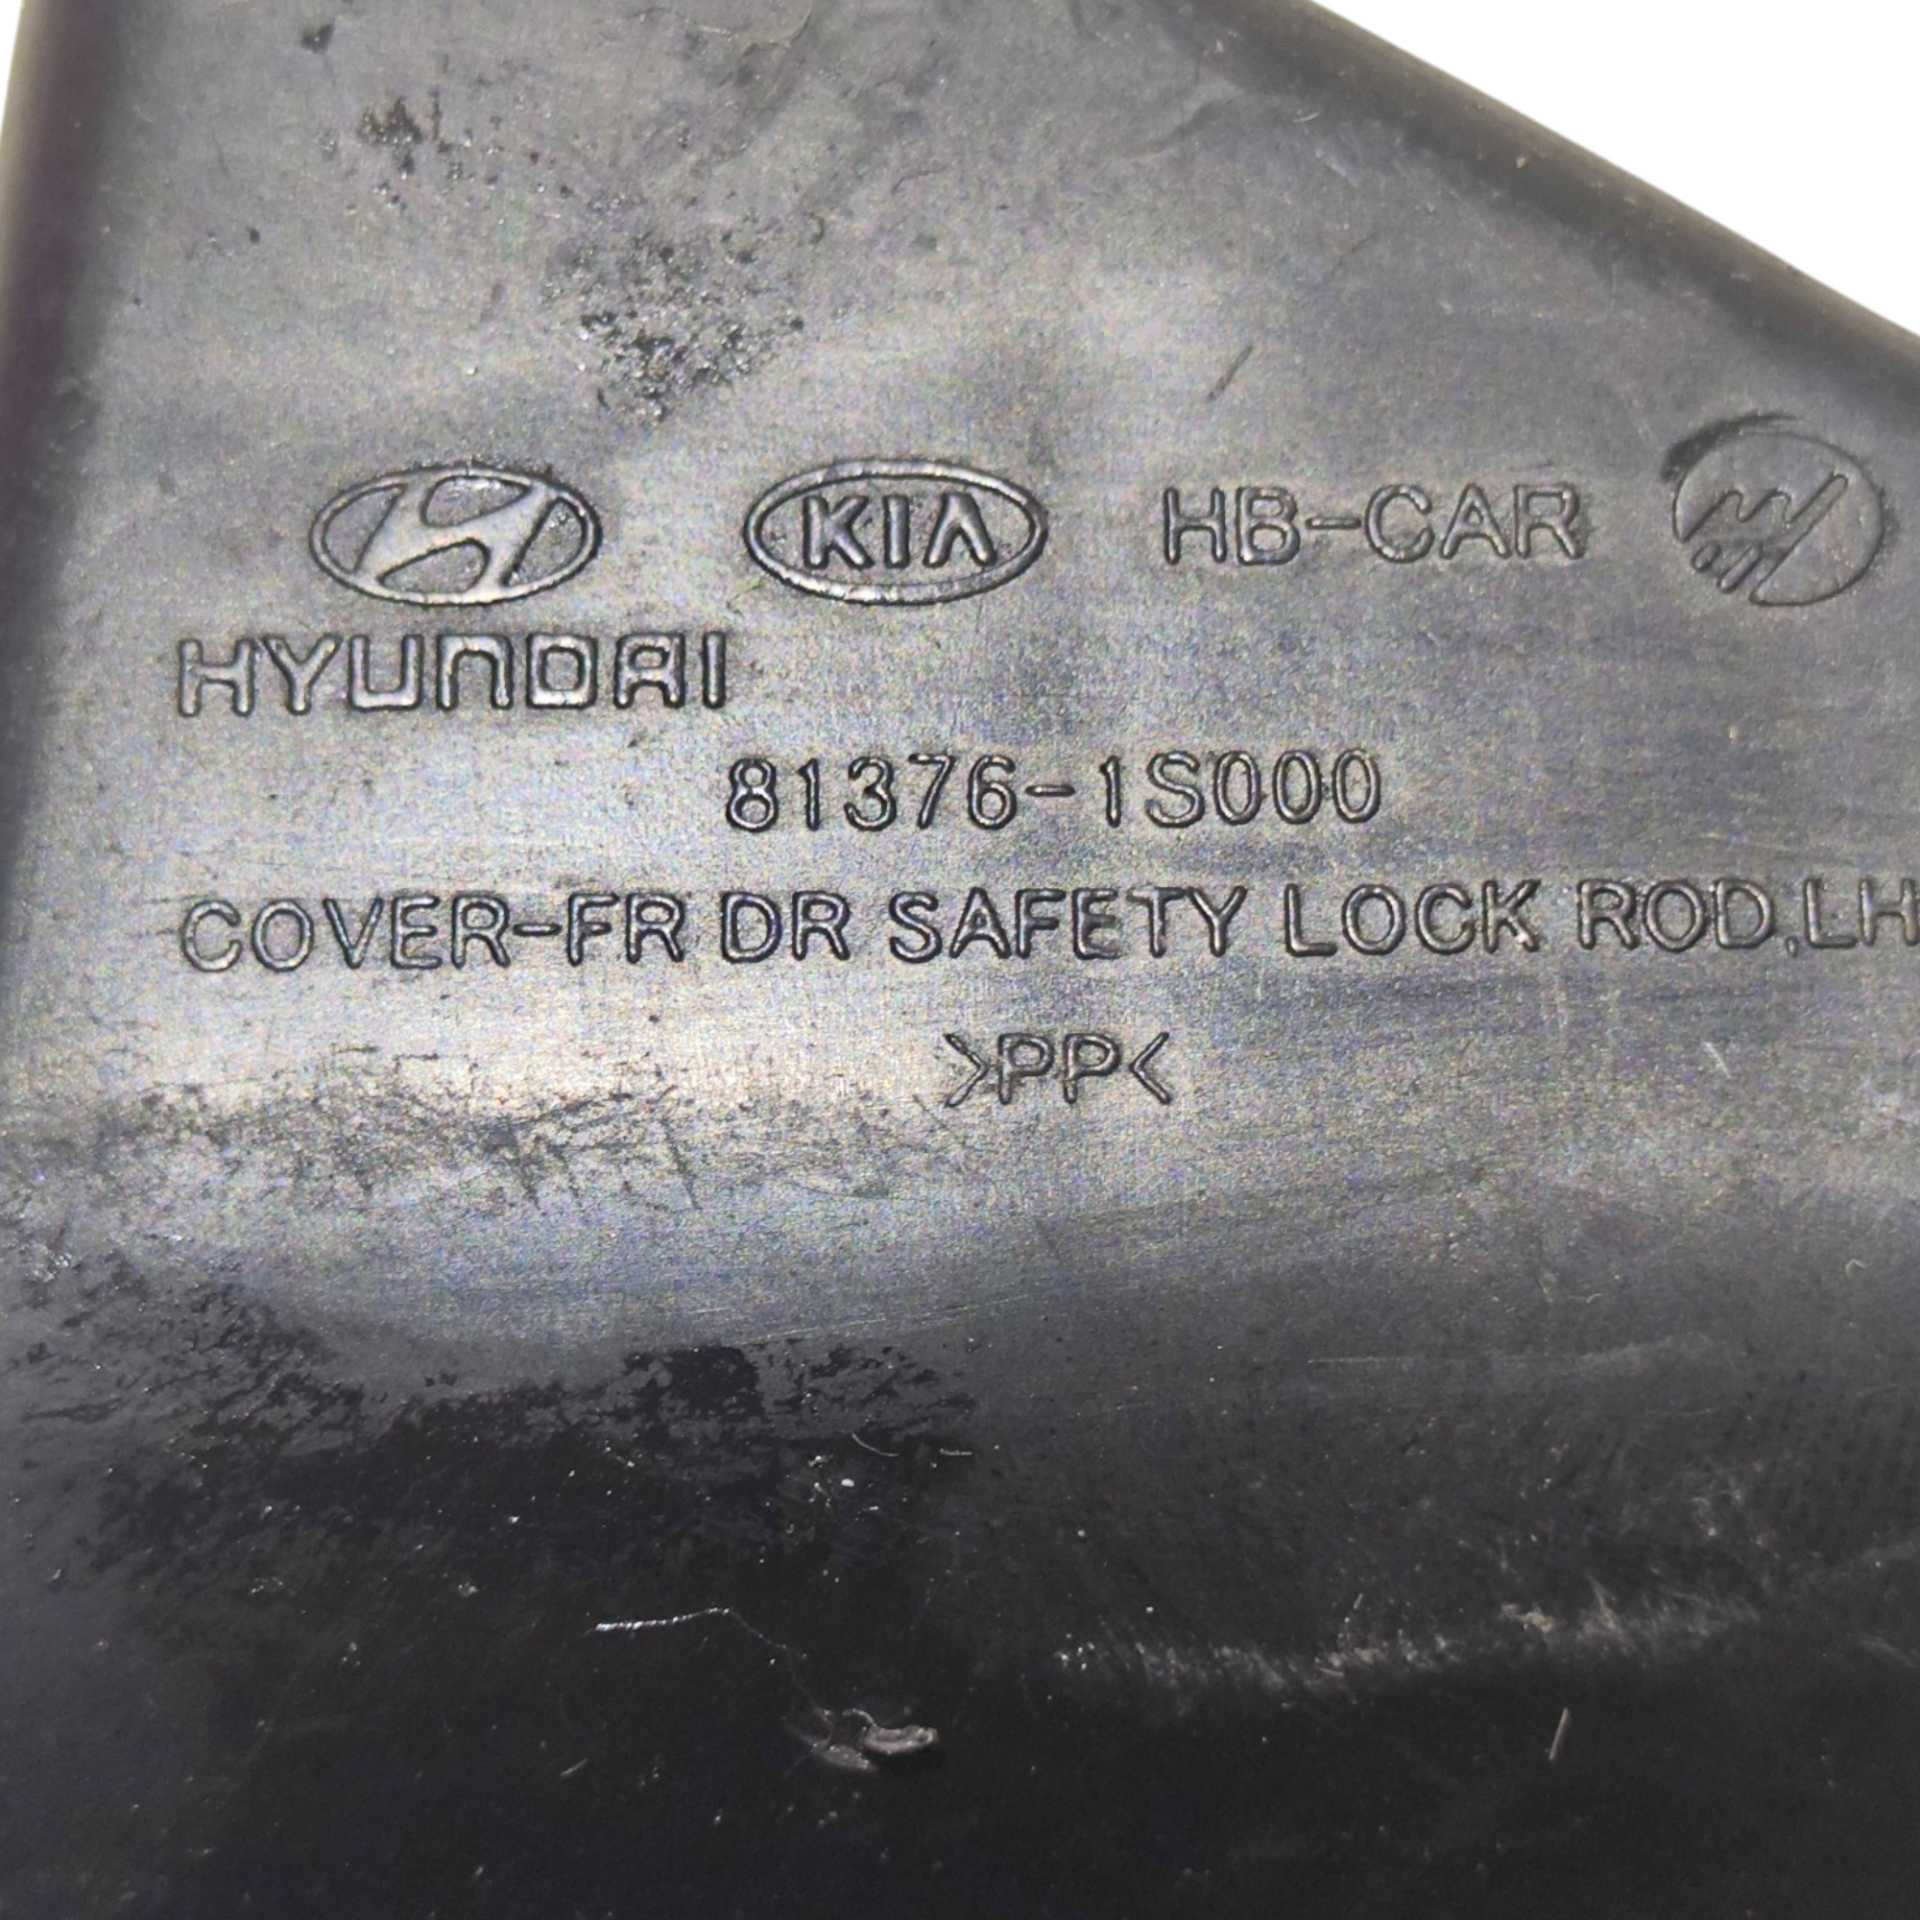 KIA HB-CAR
HYUNDAI
81376-1S000
COVER-FR DR SAFETY LOCK ROD,LH
>PP<